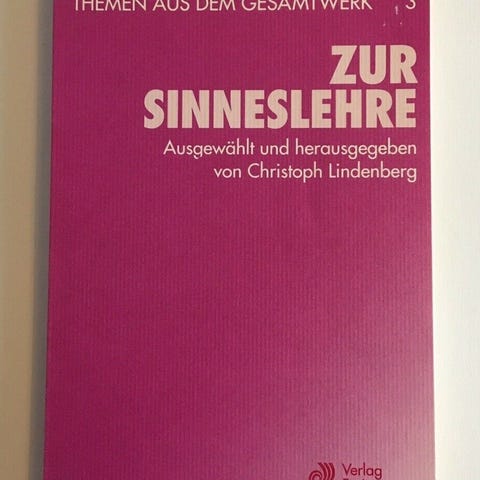 THEMEN AUS DEM GESAMTWERK 3
ZUR
SINNESLEHRE
Ausgewählt und herausgegeben
von Christoph Lindenberg
Verlag